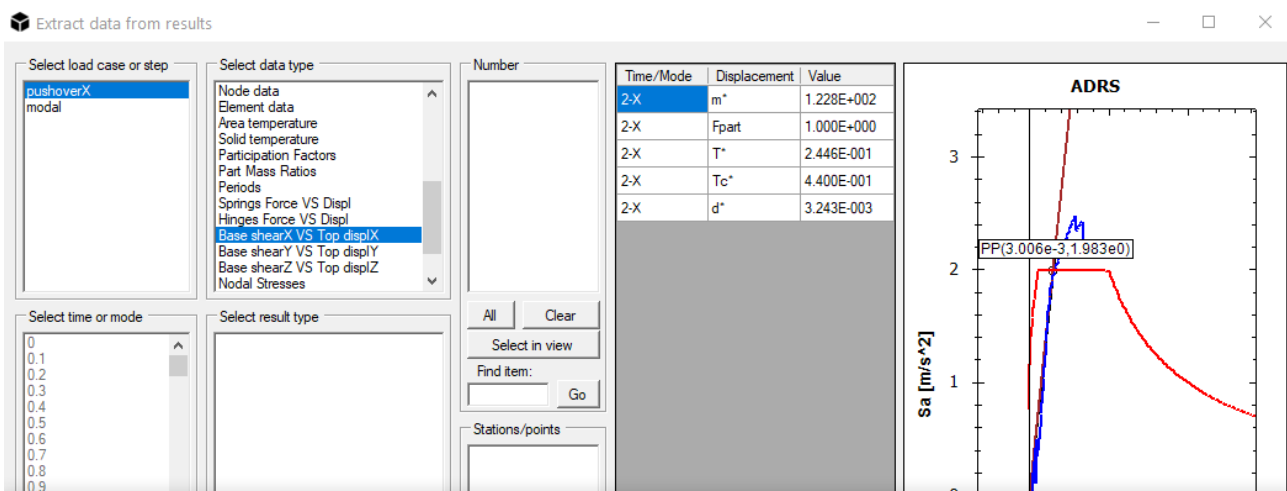 Extract data from results
Select load case or step
pushoverX
modal
Select data type
Node data
Element data
Area temperature
Solid temperature
Participation Factors
Part Mass Ratios
Periods
Springs Force VS Displ
Hinges Force VS Displ
Base shearX VS Top displX
Base shearY VS Top displY
Base shearZ VS Top displZ
Nodal Stresses
Number
All Clear
Select in view
Find item:
Go
Stations/points
Select time or mode
0
0.1
0.2
0.3
0.4
0.5
0.6
0.7
0.8
0.9
Select result type
Time/Mode Displacement Value
2-X m* 1.228E+002
2-X Fpart 1.000E+000
2-X T* 2.446E-001
2-X Tc* 4.400E-001
2-X d* 3.243E-003
ADRS
3
PP(3.006e-3,1.983e0)
2
Sa [m/s^2]
1